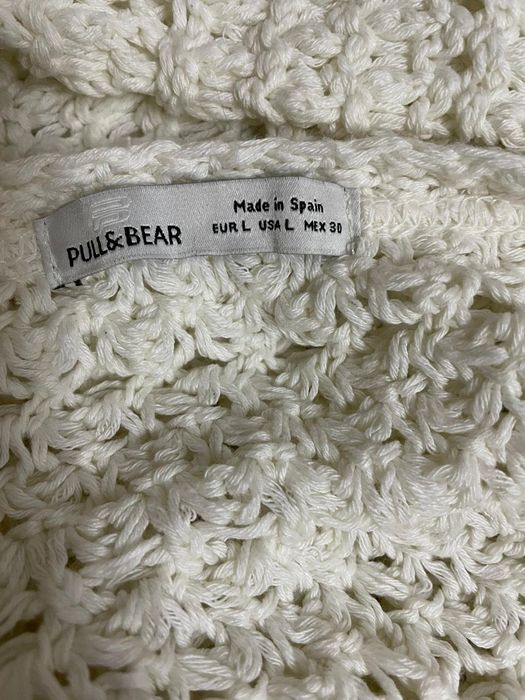 PULL&BEAR
Made in Spain
EUR L USA L MEX 30